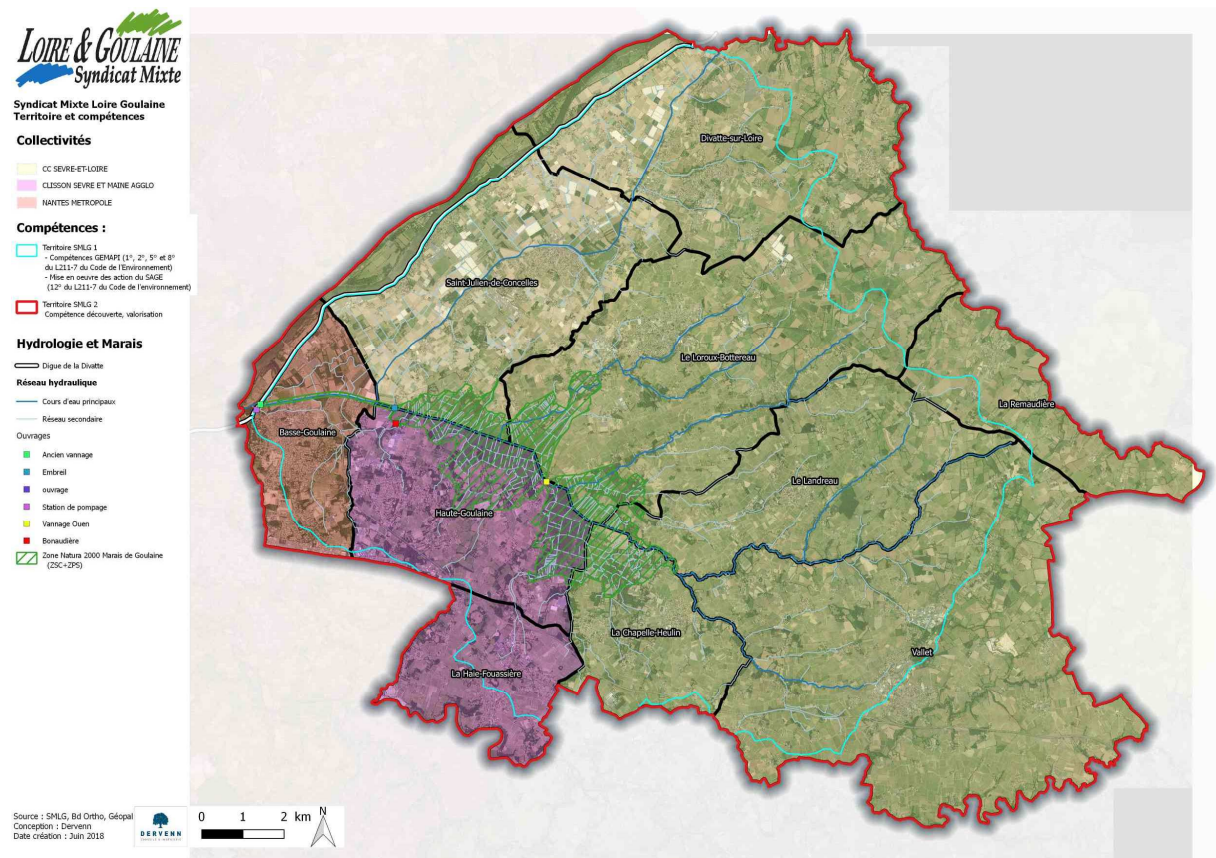 LOIRE & GOULAINE
Syndicat Mixte
Syndicat Mixte Loire Goulaine
Territoire et compétences
Collectivités
CC SEVRE-ET-LOIRE
CLISSON SEVRE ET MAINE AGGLO
NANTES METROPOLE
Compétences :
Territoire SMLG 1
- Compétences GEMAPI (1°, 2°, 5° et 8°
du L211-7 du Code de l'Environnement)
- Mise en oeuvre des action du SAGE
(12° du L211-7 du Code de l'environnement)
Territoire SMLG 2
Compétence découverte, valorisation
Hydrologie et Marais
Digue de la Divatte
Réseau hydraulique
Cours d'eau principaux
Réseau secondaire
Ouvrages
Ancien vannage
Embreil
ouvrage
Station de pompage
Vannage Ouen
Bonaudière
Zone Natura 2000 Marais de Goulaine
(ZSC+ZPS)
Divatte-sur-Loire
Saint-Julien-de-Concelles
Le Loroux-Bottereau
La Remaudière
Basse-Goulaine
Le Landreau
Haute-Goulaine
La Chapelle-Heulin
Vallet
La Haie-Fouassière
Source : SMLG, Bd Ortho, Géopal
Conception : Dervenn
Date création : Juin 2018
DERVENN
0 1 2 km
N